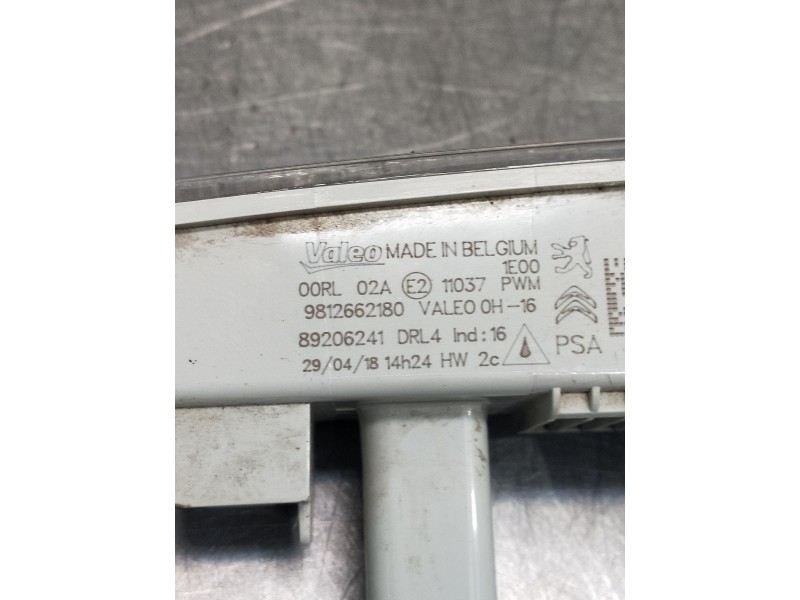 Valeo MADE IN BELGIUM
1E00
00RL 02A E2 11037 PWM
9812662180 VALEO OH-16
89206241 DRL4 Ind:16
29/04/18 14h24 HW 2c
PSA